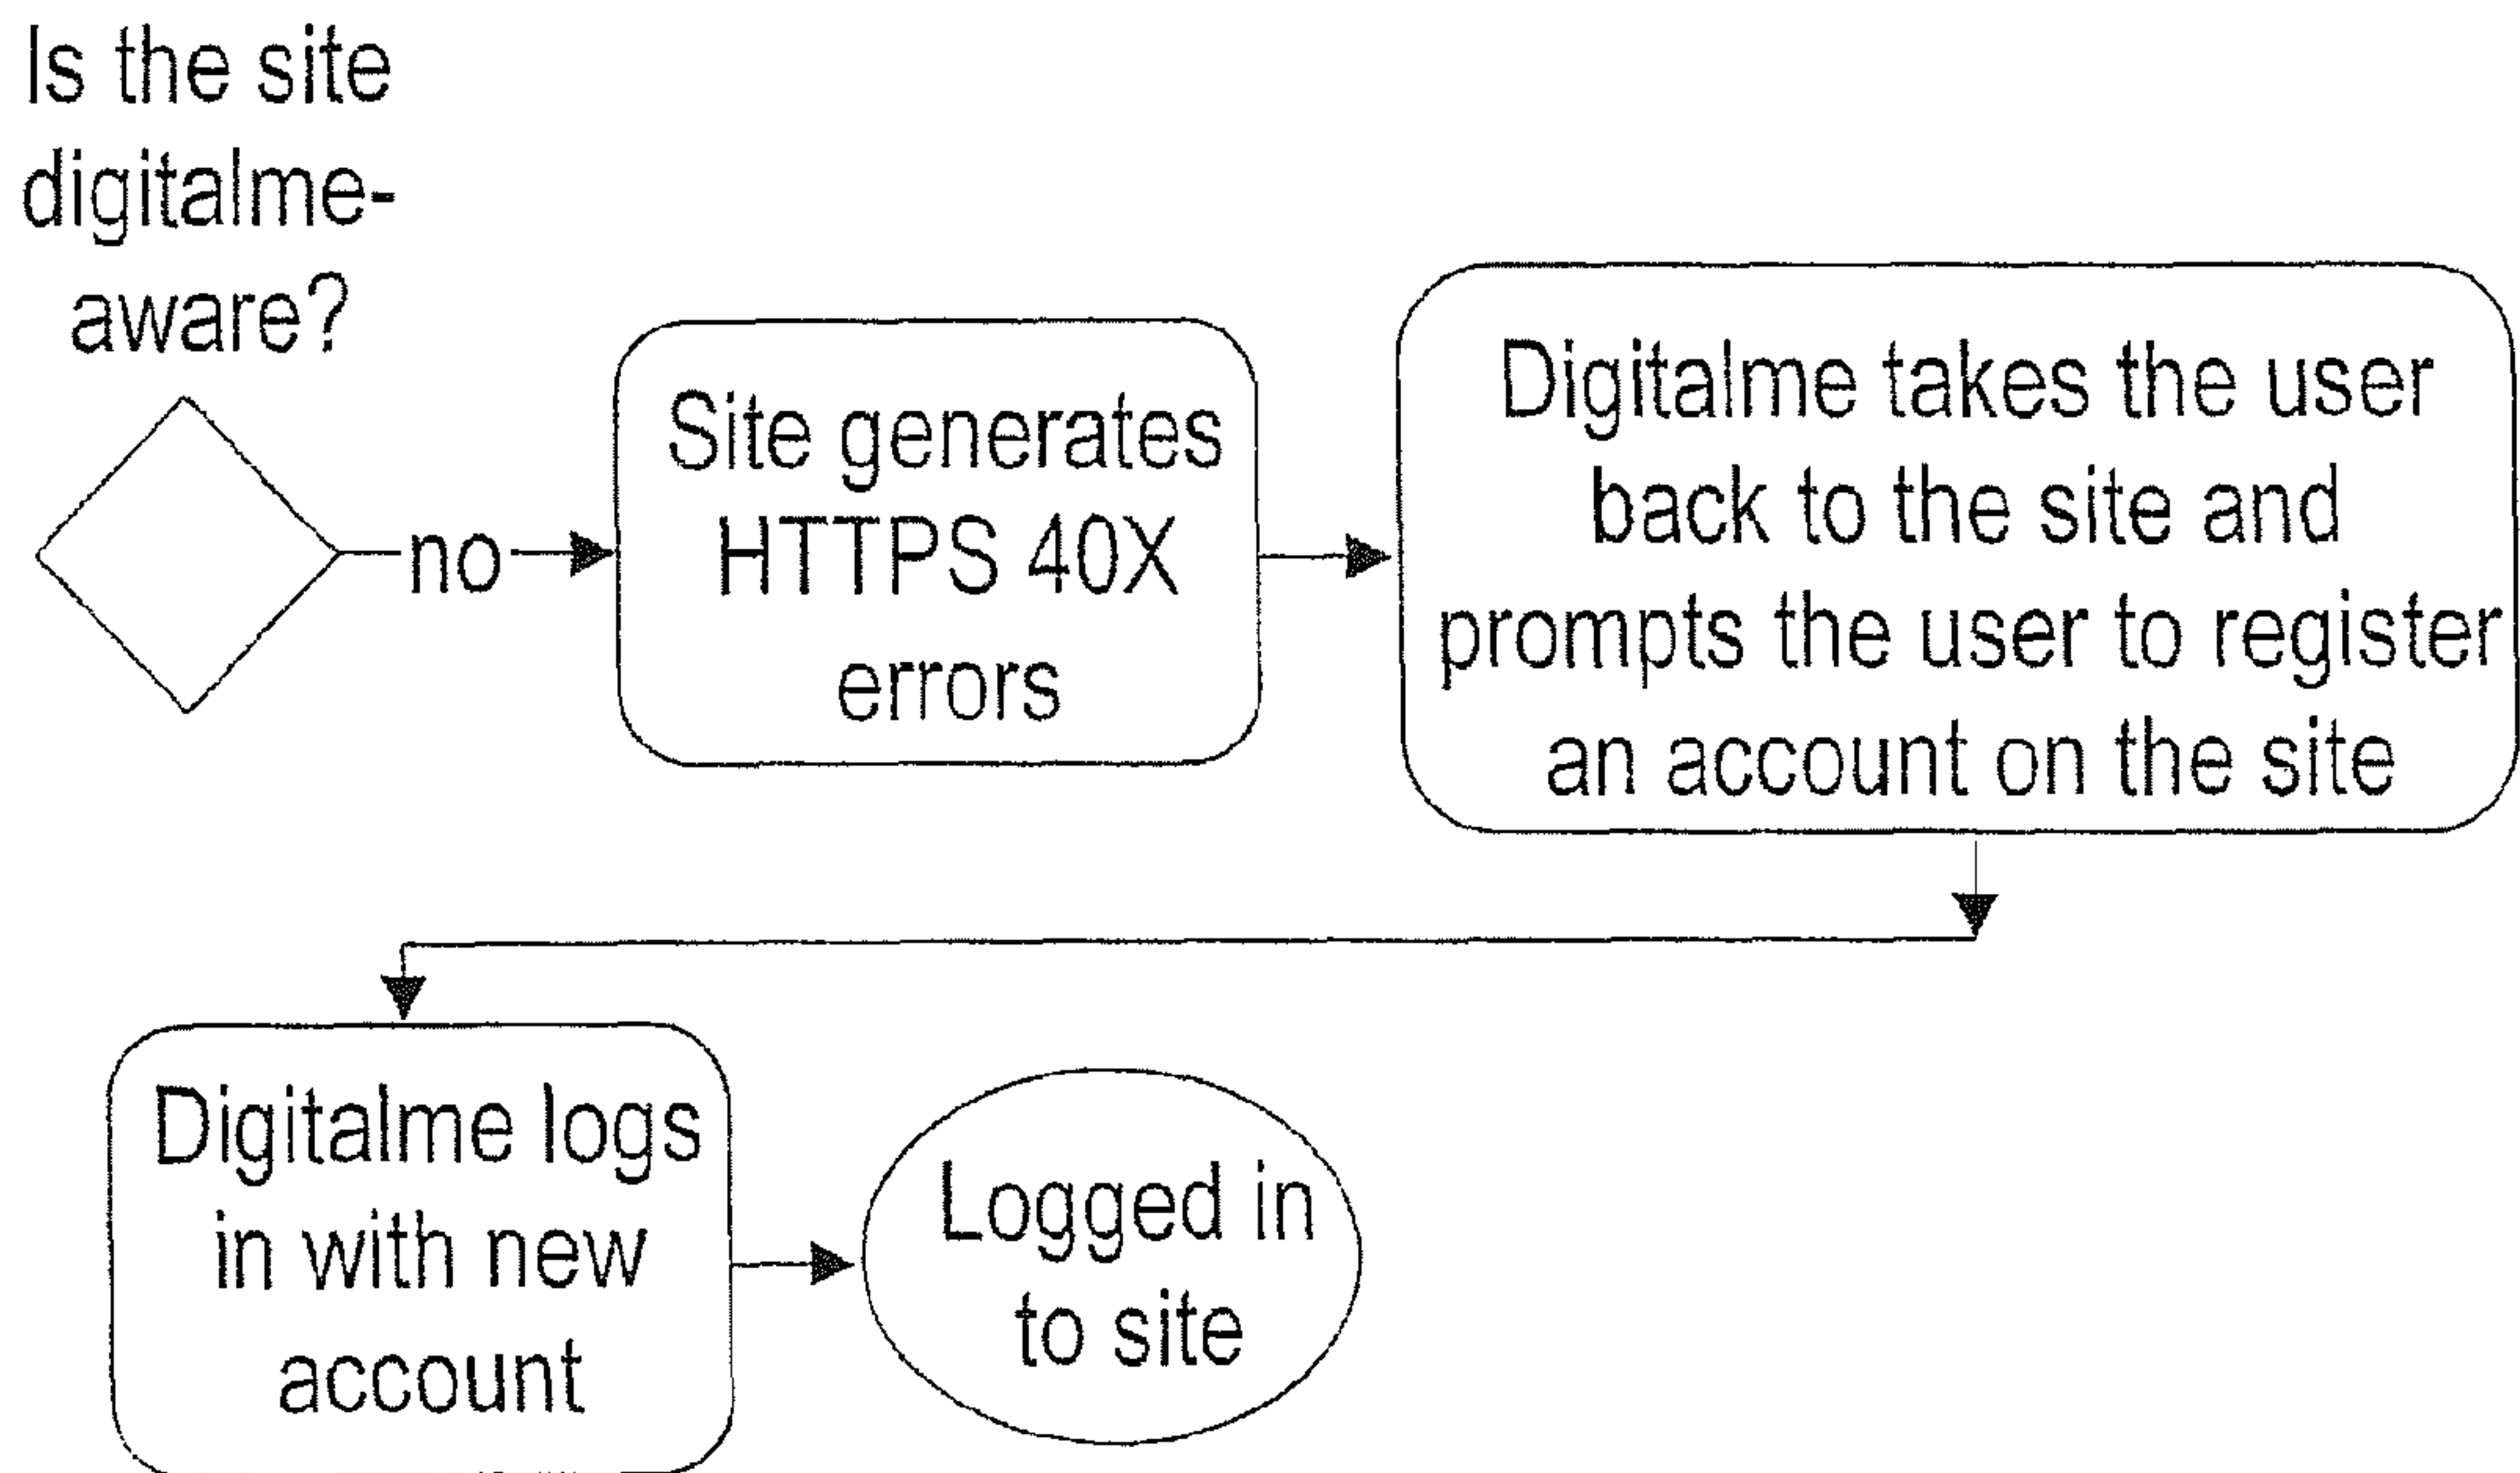 Is the site
digitalme-
aware?
no
Site generates
HTTPS 40X
errors
Digitalme takes the user
back to the site and
prompts the user to register
an account on the site
Digitalme logs
in with new
account
Logged in
to site